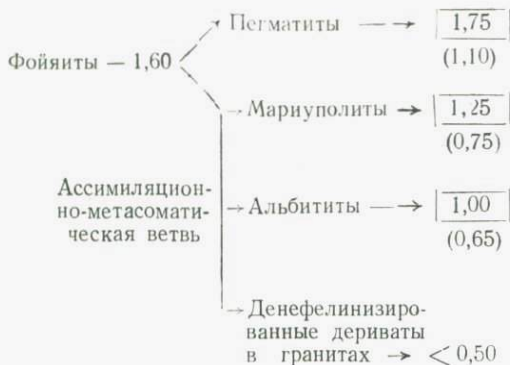 Пегматиты → 1,75
(1,10)
Фойяиты — 1,60
Мариуполиты → 1,25
(0,75)
Ассимиляцион-
но-метасомати-
ческая ветвь
Альбититы → 1,00
(0,65)
Денефелинизиро-
ванные дериваты
в гранитах → < 0,50